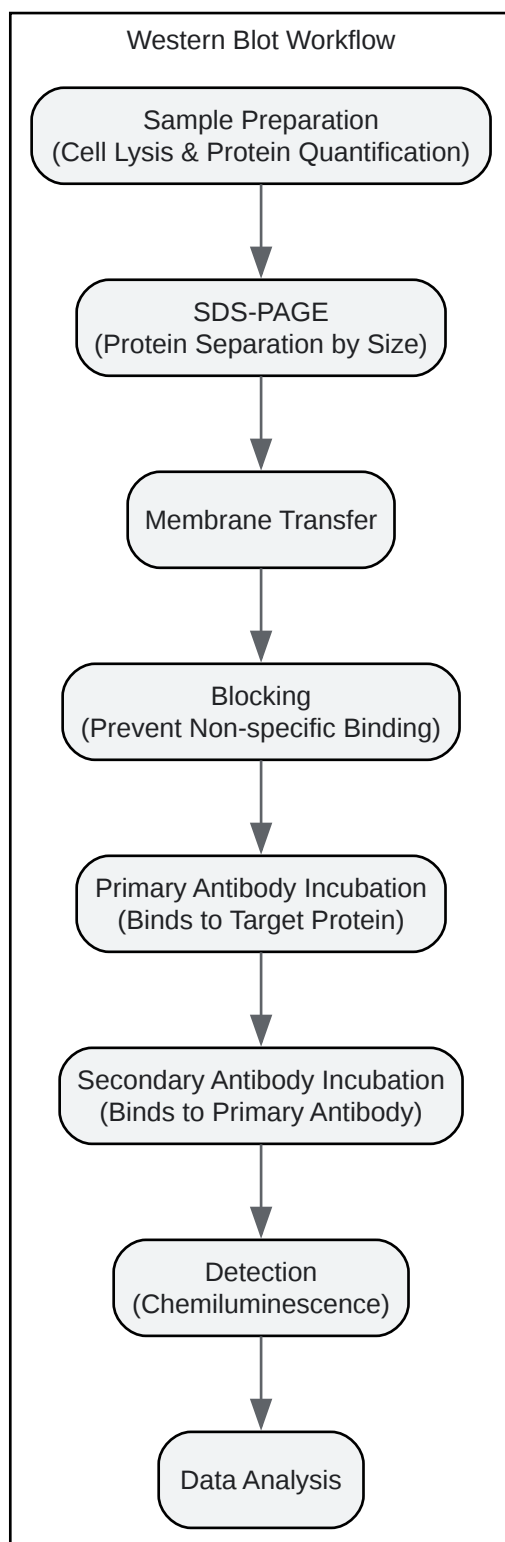 Western Blot Workflow
Sample Preparation
(Cell Lysis & Protein Quantification)
SDS-PAGE
(Protein Separation by Size)
Membrane Transfer
Blocking
(Prevent Non-specific Binding)
Primary Antibody Incubation
(Binds to Target Protein)
Secondary Antibody Incubation
(Binds to Primary Antibody)
Detection
(Chemiluminescence)
Data Analysis